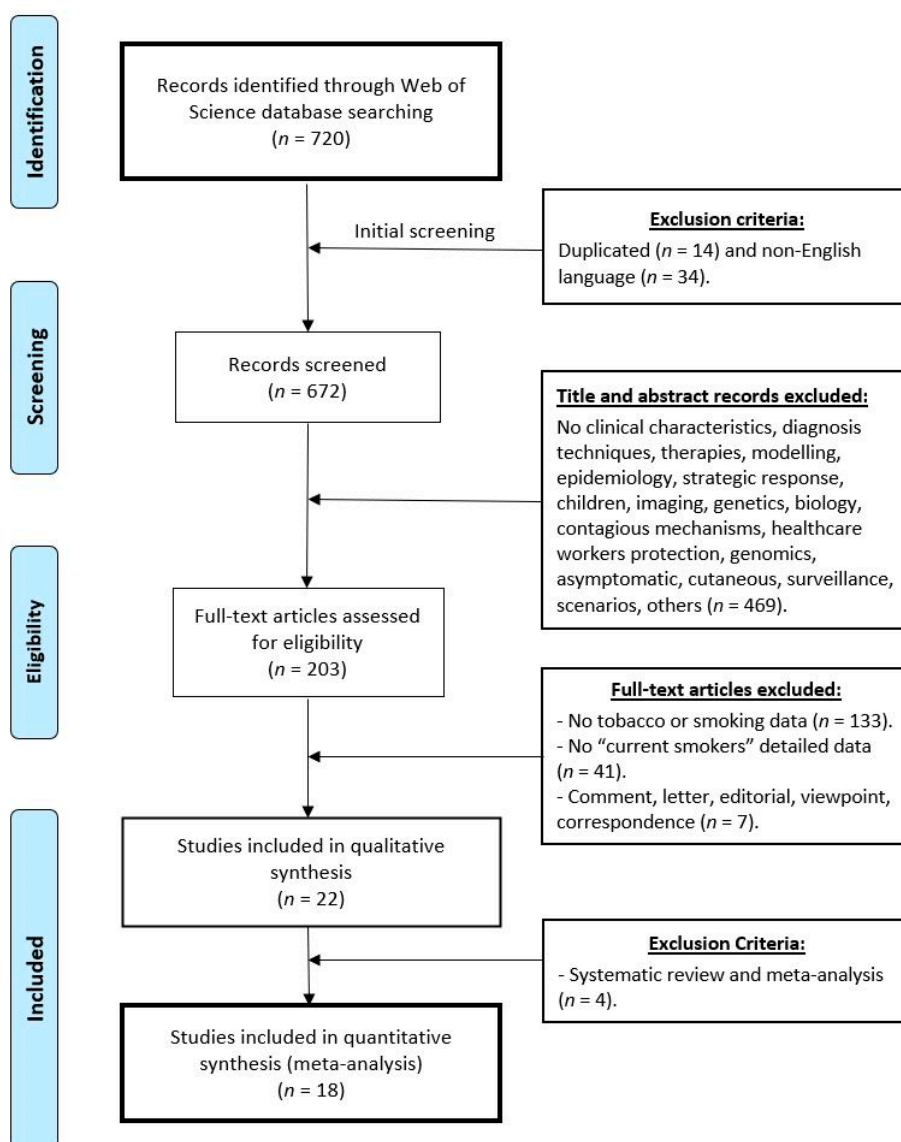 Identification
Records identified through Web of
Science database searching
(n = 720)
Initial screening
Exclusion criteria:
Duplicated (n = 14) and non-English
language (n = 34).
Screening
Records screened
(n = 672)
Title and abstract records excluded:
No clinical characteristics, diagnosis
techniques, therapies, modelling,
epidemiology, strategic response,
children, imaging, genetics, biology,
contagious mechanisms, healthcare
workers protection, genomics,
asymptomatic, cutaneous, surveillance,
scenarios, others (n = 469).
Eligibility
Full-text articles assessed
for eligibility
(n = 203)
Full-text articles excluded:
- No tobacco or smoking data (n = 133).
- No “current smokers” detailed data
(n = 41).
- Comment, letter, editorial, viewpoint,
correspondence (n = 7).
Included
Studies included in qualitative
synthesis
(n = 22)
Exclusion Criteria:
- Systematic review and meta-analysis
(n = 4).
Studies included in quantitative
synthesis (meta-analysis)
(n = 18)